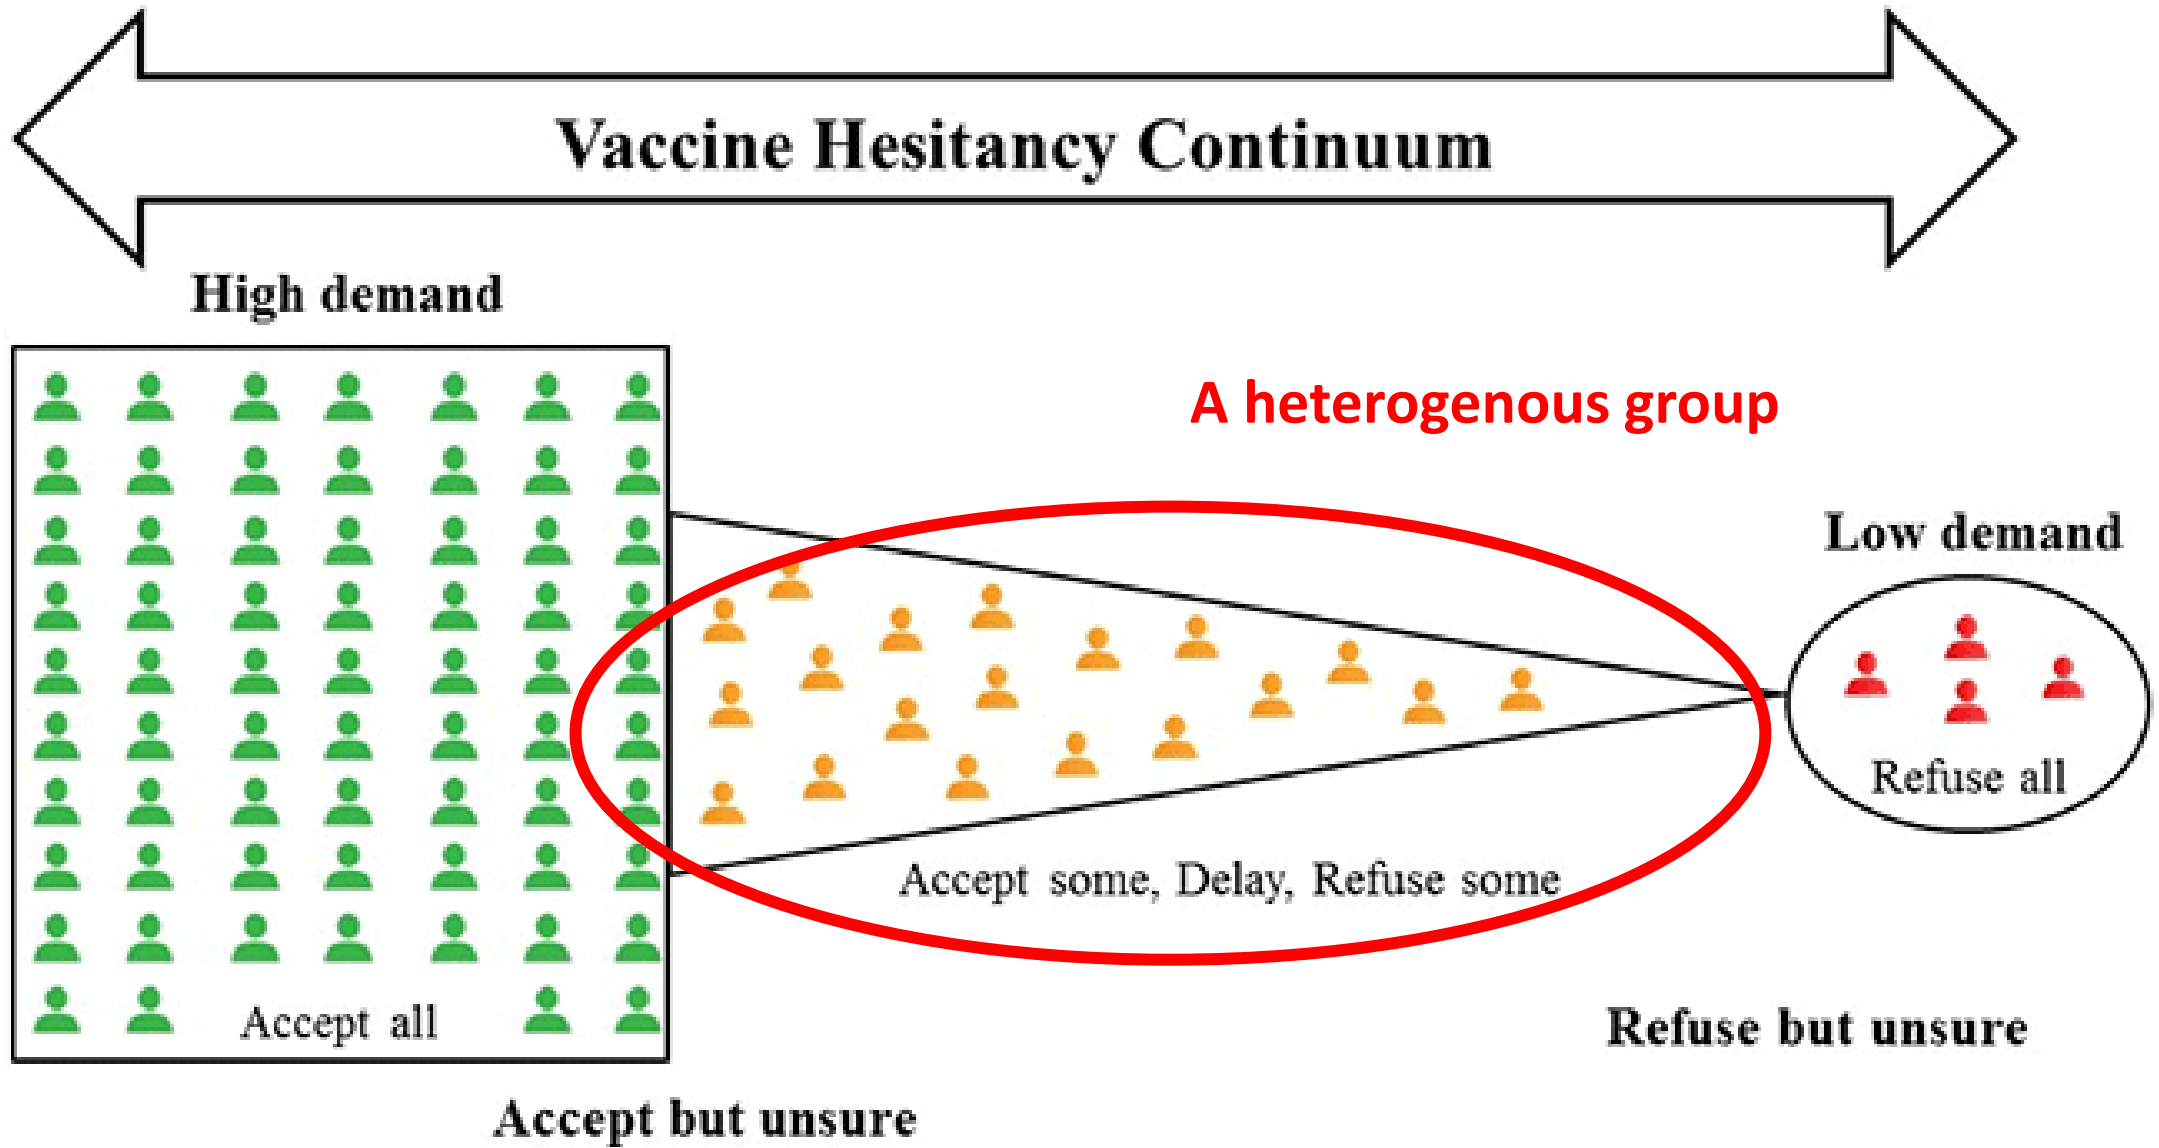 Vaccine Hesitancy Continuum
High demand
A heterogenous group
Low demand
Refuse all
Accept some, Delay, Refuse some
Accept all
Refuse but unsure
Accept but unsure